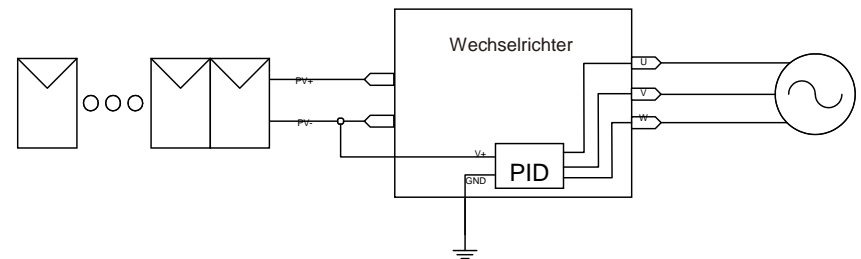 Wechselrichter
U
PV+
V
PV-
W
V+
PID
GND